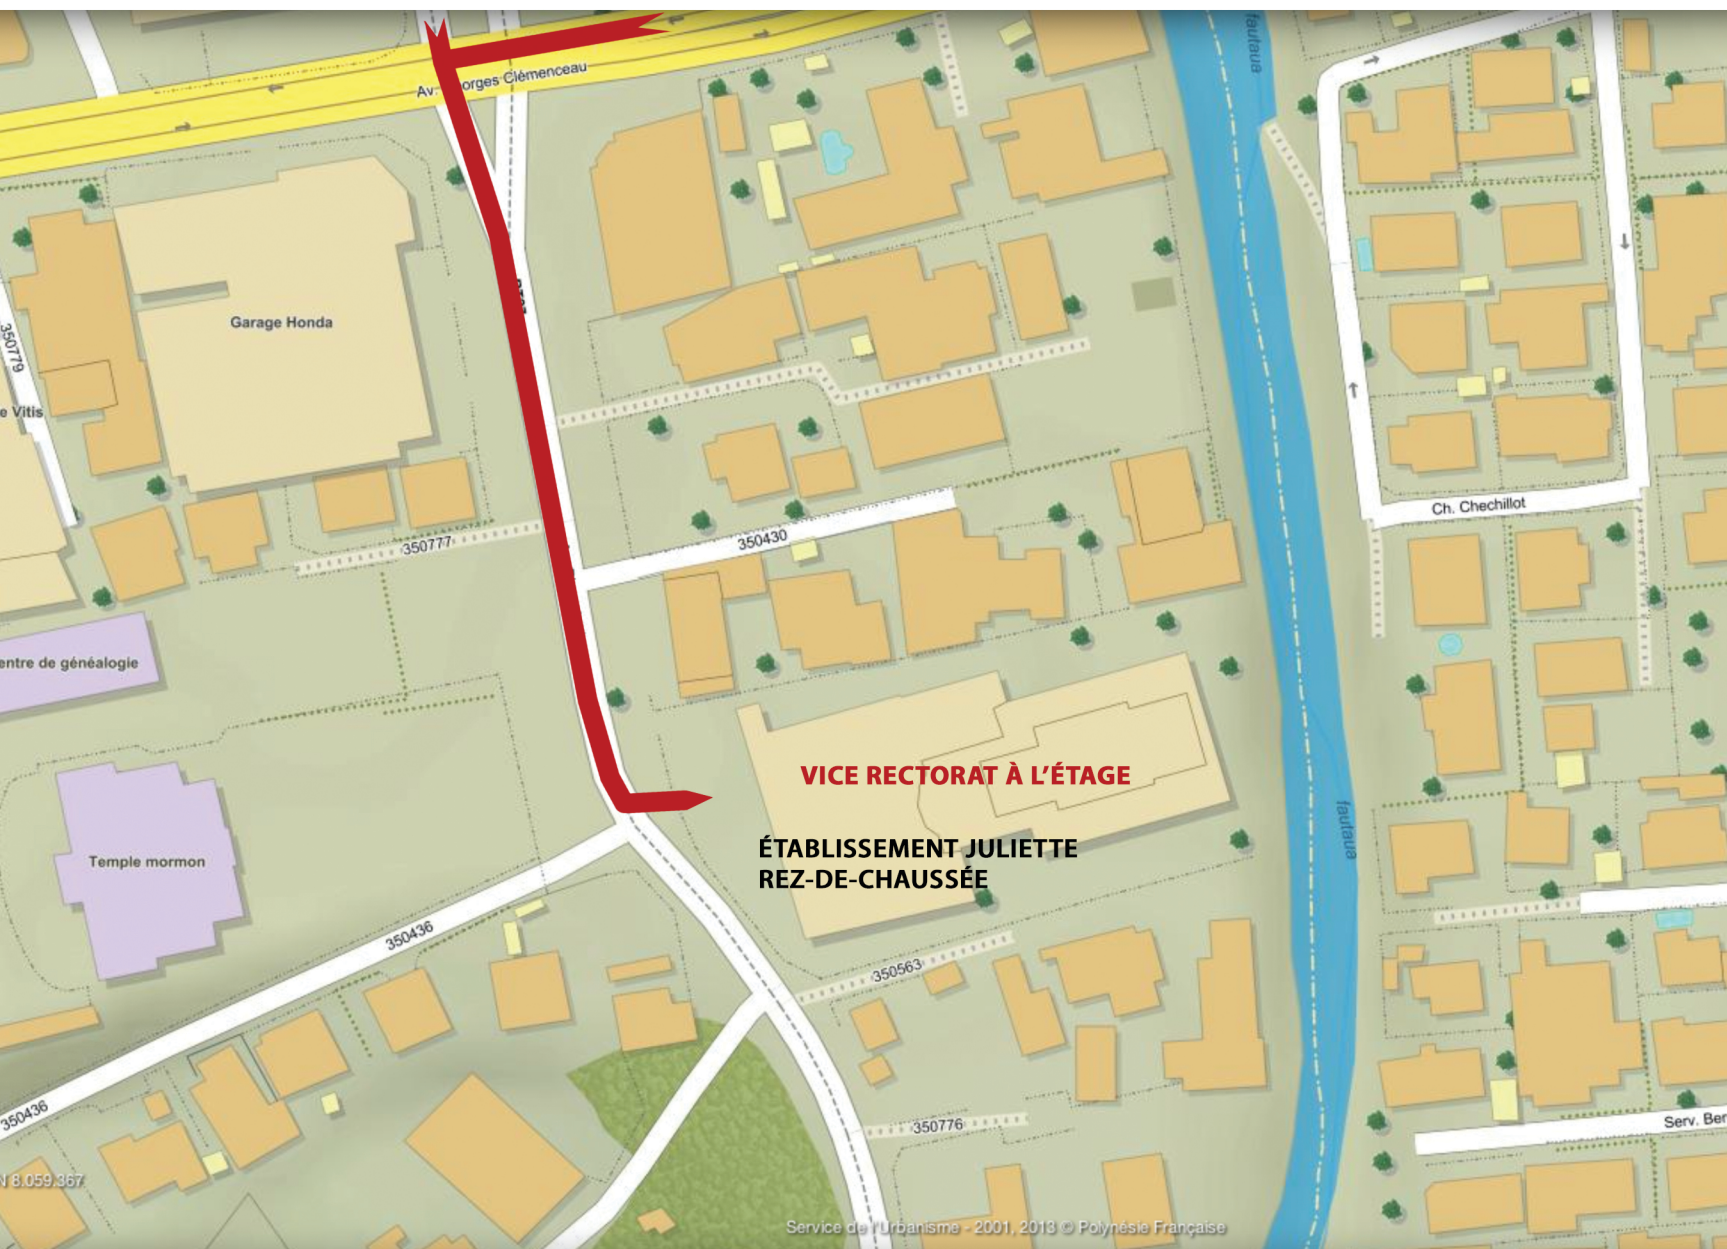 fautaua
Av.
orges Clémenceau
Garage Honda
350779
e Vitis
Ch. Chechillot
350430
350777
entre de généalogie
VICE RECTORAT À L'ÉTAGE
fautaua
ÉTABLISSEMENT JULIETTE
REZ-DE-CHAUSSÉE
Temple mormon
350436
350563
350436
350776
Serv. Ber
N 8.059.367
Service de l'Urbanisme - 2001, 2013 © Polynésie Française